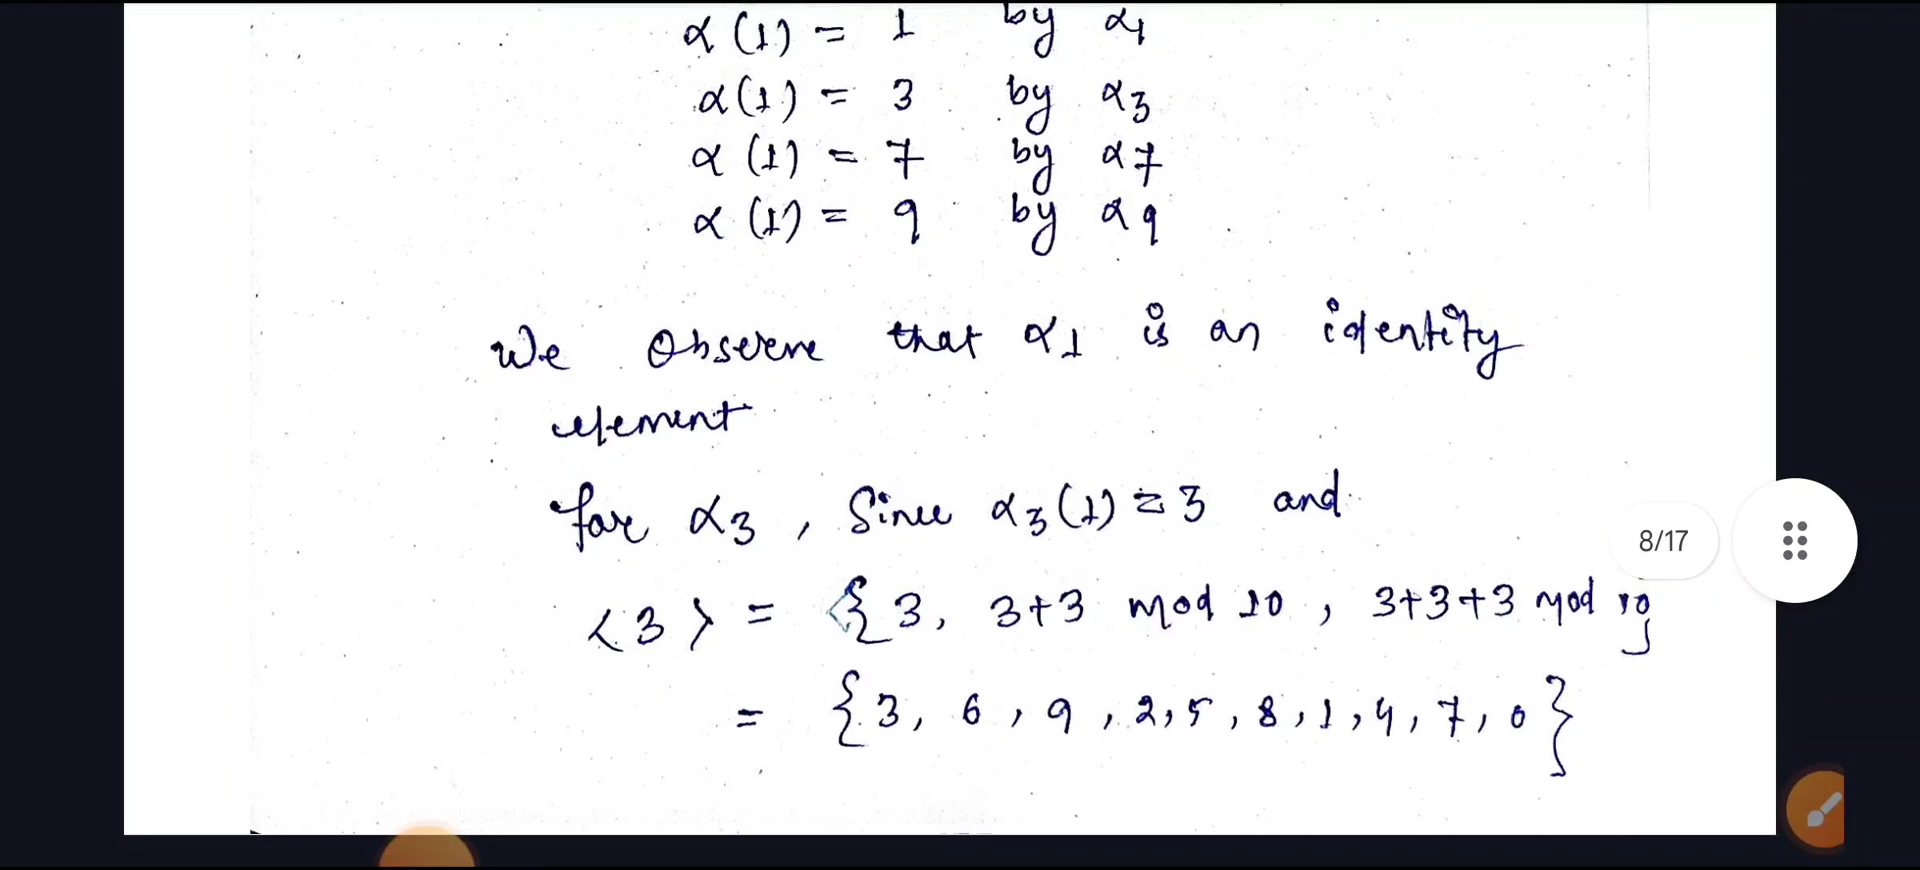 α (1) = 1 by α1
α(1) = 3 by α3
α (1) = 7 by α7
α (1) = 9 by α9
We Observe that α1 is an identity
element
for α3 , Since α3(1) = 3 and
<3> = {3, 3+3 mod 10, 3+3+3 mod 10}
= {3, 6, 9, 2, 5, 8, 1, 4, 7, 0}
8/17